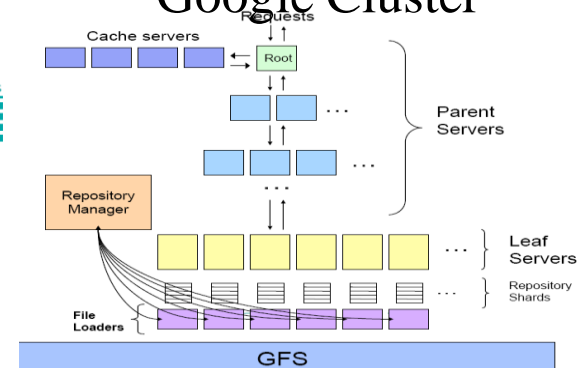 Google Cluster
Requests
Cache servers
Root
...
Parent
Servers
...
...
Repository
Manager
...
Leaf
Servers
...
Repository
Shards
File
Loaders
GFS